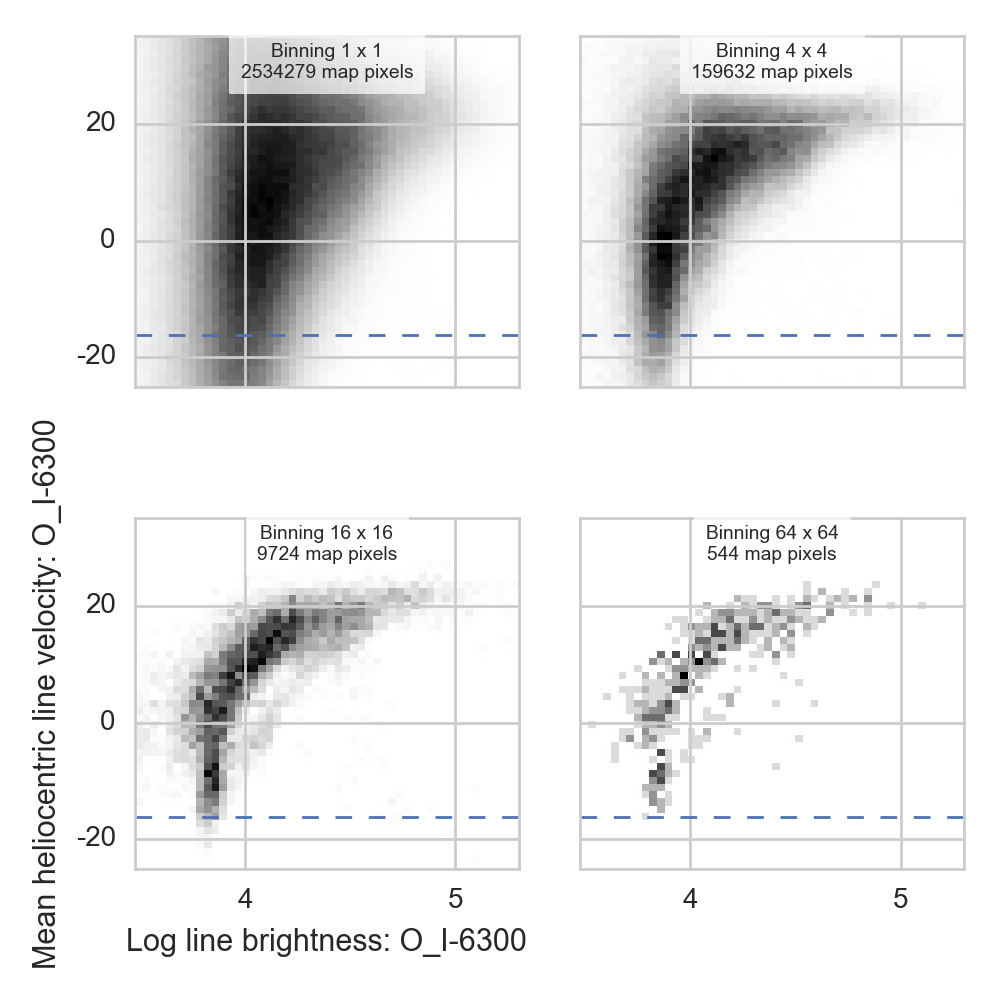 Binning 1 x 1
2534279 map pixels
Binning 4 x 4
159632 map pixels
20
0
-20
Binning 16 x 16
9724 map pixels
Binning 64 x 64
544 map pixels
20
0
-20
4
5
4
5
Log line brightness: O_I-6300
Mean heliocentric line velocity: O_I-6300